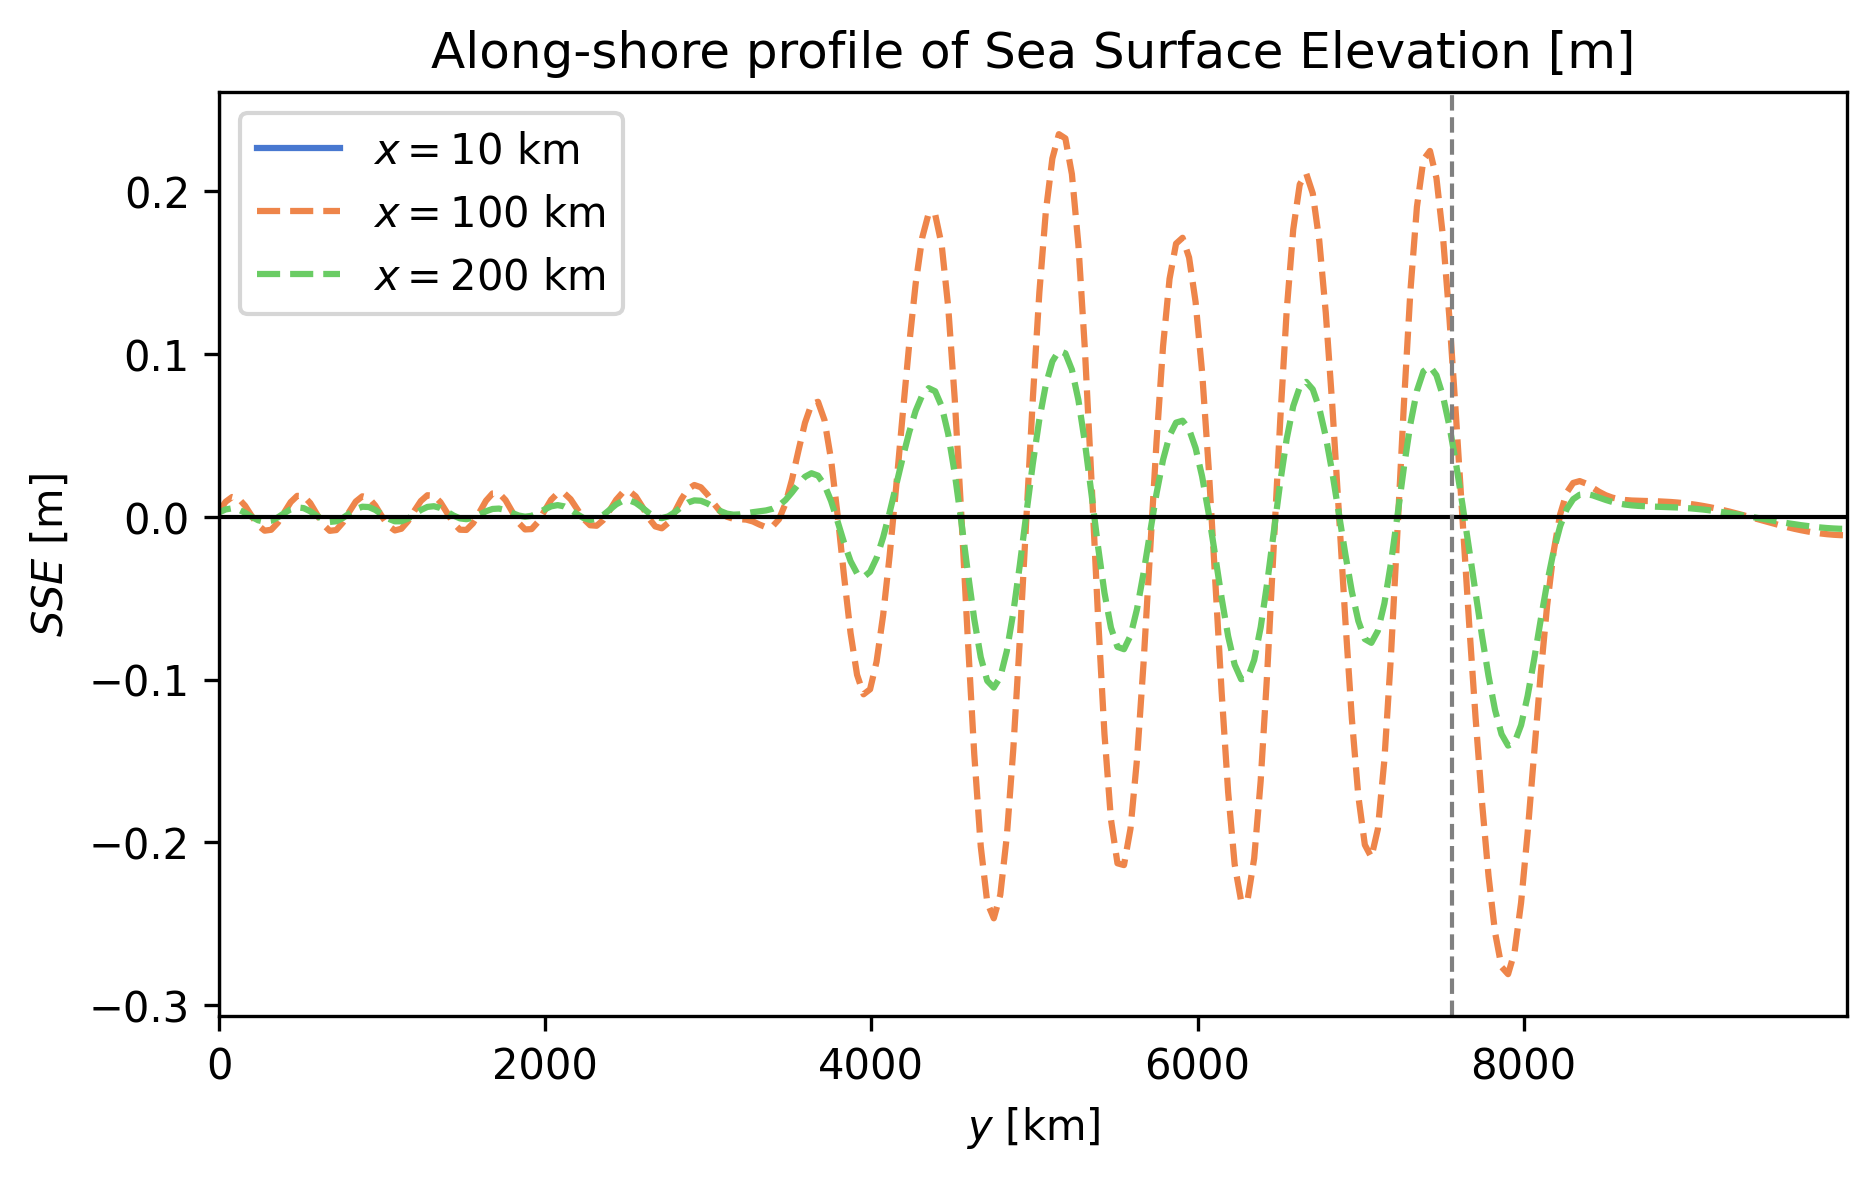 Along-shore profile of Sea Surface Elevation [m]
x = 10 km
x = 100 km
x = 200 km
0.2
0.1
0.0
−0.1
−0.2
−0.3
SSE [m]
0 2000 4000 6000 8000
y [km]